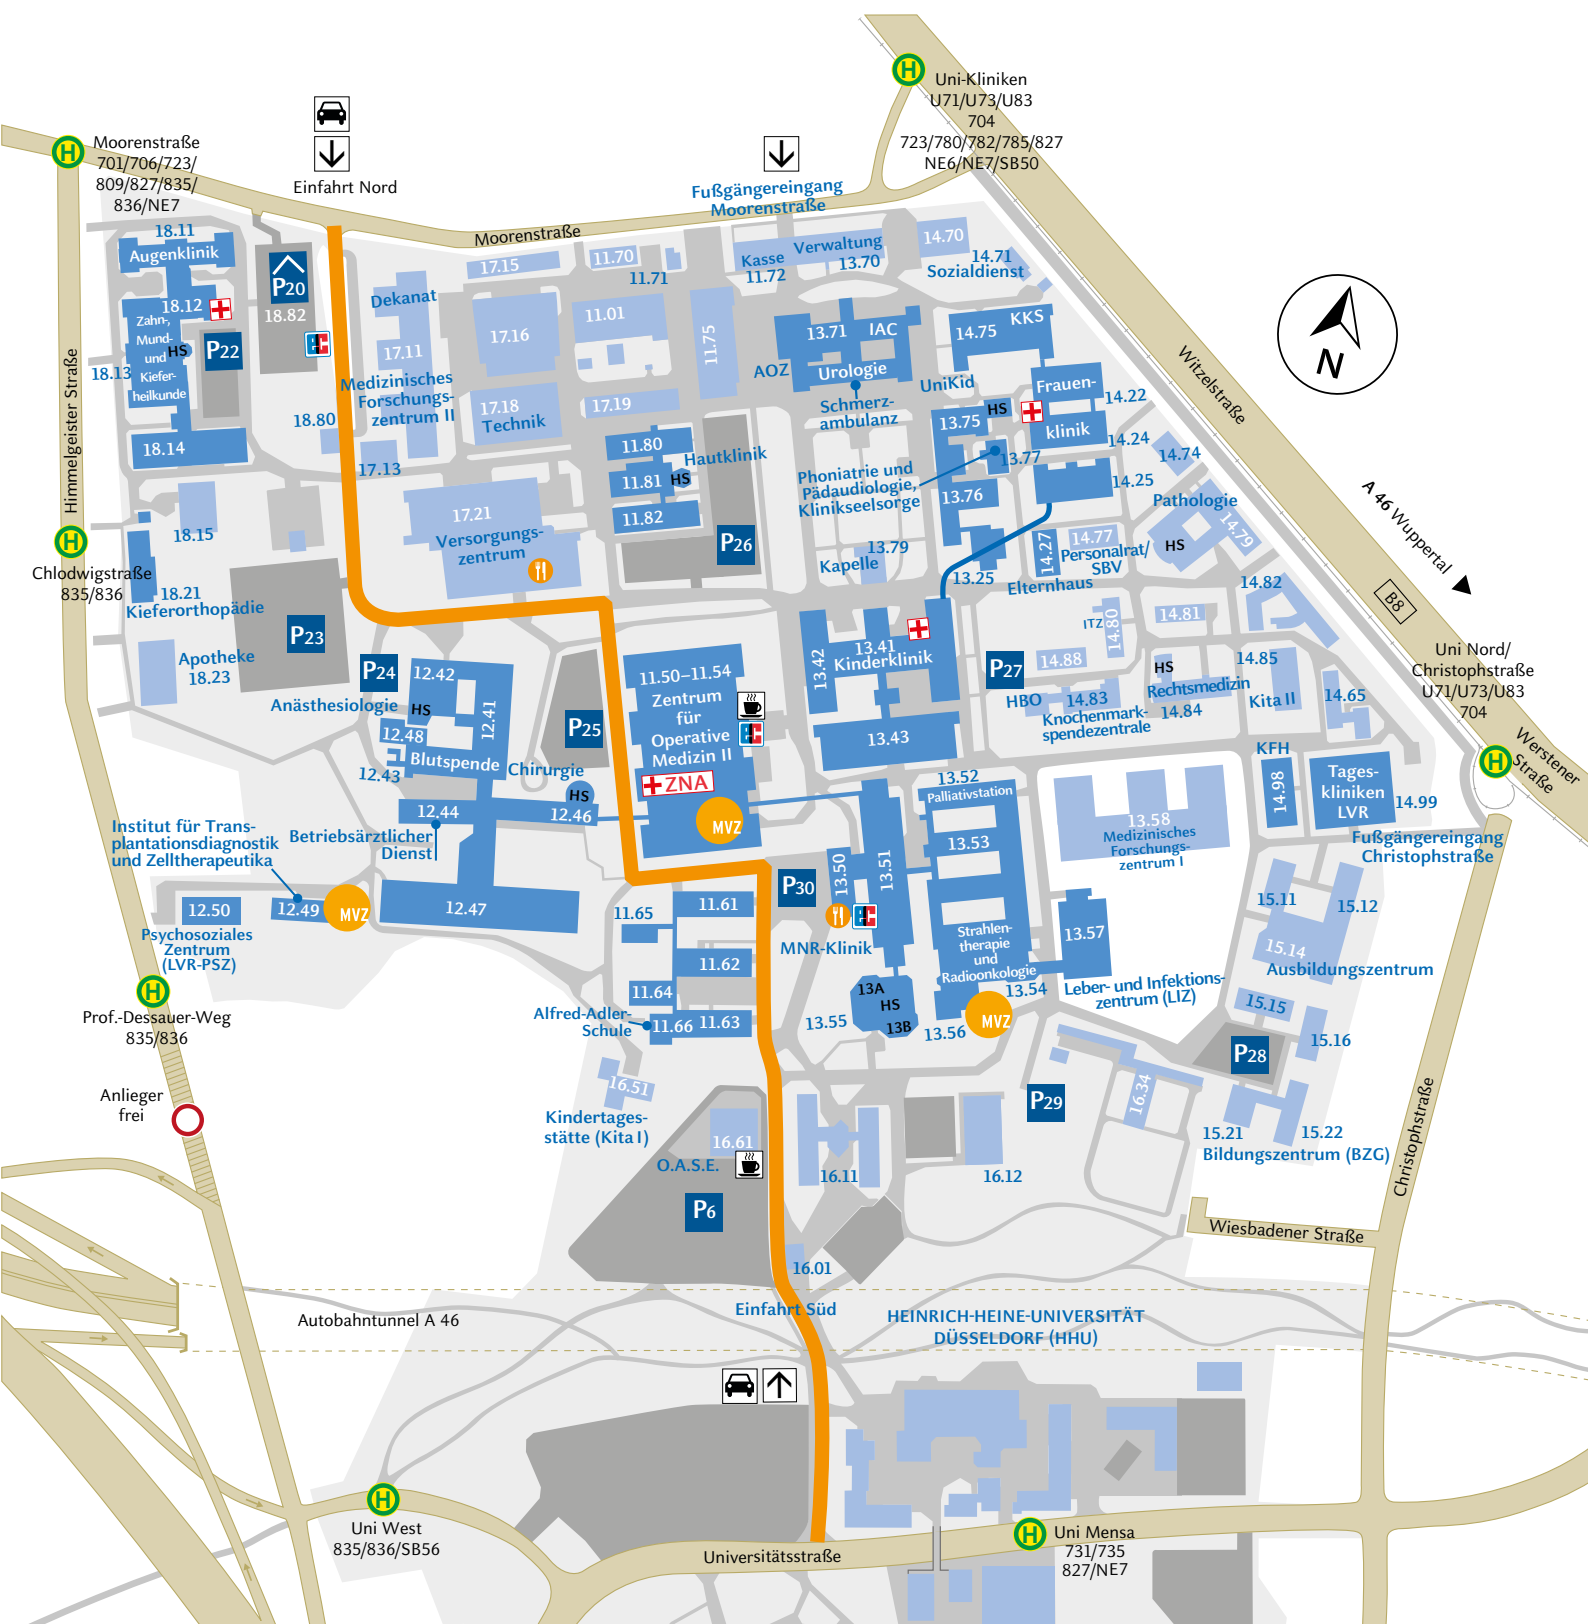 H
Uni-Kliniken
U71/U73/U83
704
723/780/782/785/827
NE6/NE7/SB50
H
Moorenstraße
701/706/723/
809/827/835/
836/NE7
Einfahrt Nord
Fußgängereingang
Moorenstraße
Moorenstraße
18.11
Augenklinik
18.12
Zahn-,
Mund-
und
Kiefer-
heilkunde
HS
18.13
18.14
P20
18.82
P22
EC
18.80
Dekanat
17.11
Medizinisches
Forschungs-
zentrum II
17.13
17.15
17.16
17.18
Technik
11.70
11.71
11.01
17.19
11.75
Kasse
11.72
Verwaltung
13.70
14.70
14.71
Sozialdienst
13.71
IAC
AOZ
Urologie
Schmerz-
ambulanz
14.75
KKS
UniKid
Frauen-
klinik
14.22
14.24
HS
13.75
13.77
14.25
Phoniatrie und
Pädaudiologie,
Klinikseelsorge
13.76
14.74
Pathologie
14.79
HS
14.77
Personalrat/
SBV
14.27
Elternhaus
13.25
13.79
Kapelle
11.80
11.81
HS
Hautklinik
11.82
P26
17.21
Versorgungs-
zentrum
Witzelstraße
N
A 46 Wuppertal
B8
Himmelgeister Straße
H
Chlodwigstraße
835/836
18.15
18.21
Kieferorthopädie
Apotheke
18.23
P23
P24
12.42
Anästhesiologie
HS
12.41
12.48
Blutspende
12.43
Chirurgie
HS
12.44
12.46
P25
11.50–11.54
Zentrum
für
Operative
Medizin II
EC
ZNA
MVZ
13.42
13.41
Kinderklinik
13.43
P27
ITZ
14.80
14.81
14.82
14.88
HBO
14.83
Knochenmark-
spendezentrale
HS
Rechtsmedizin
14.84
14.85
Kita II
14.65
Uni Nord/
Christophstraße
U71/U73/U83
704
H
Werstener
Straße
KFH
14.98
Tages-
kliniken
LVR
14.99
Fußgängereingang
Christophstraße
13.52
Palliativstation
13.53
13.58
Medizinisches
Forschungs-
zentrum I
Institut für Trans-
plantationsdiagnostik
und Zelltherapeutika
Betriebsärztlicher
Dienst
12.50
12.49
MVZ
12.47
Psychosoziales
Zentrum
(LVR-PSZ)
11.65
11.61
11.62
11.64
11.66
11.63
Alfred-Adler-
Schule
P30
13.50
13.51
EC
MNR-Klinik
13A
HS
13B
13.55
Strahlen-
therapie
und
Radioonkologie
13.54
13.56
MVZ
13.57
Leber- und Infektions-
zentrum (LIZ)
15.11
15.12
15.14
Ausbildungszentrum
15.15
15.16
P28
H
Prof.-Dessauer-Weg
835/836
Anlieger
frei
16.51
Kindertages-
stätte (Kita I)
16.61
O.A.S.E.
P6
16.11
16.12
P29
16.34
15.21
15.22
Bildungszentrum (BZG)
Christophstraße
Wiesbadener Straße
16.01
Einfahrt Süd
Autobahntunnel A 46
HEINRICH-HEINE-UNIVERSITÄT
DÜSSELDORF (HHU)
H
Uni West
835/836/SB56
Universitätsstraße
H
Uni Mensa
731/735
827/NE7